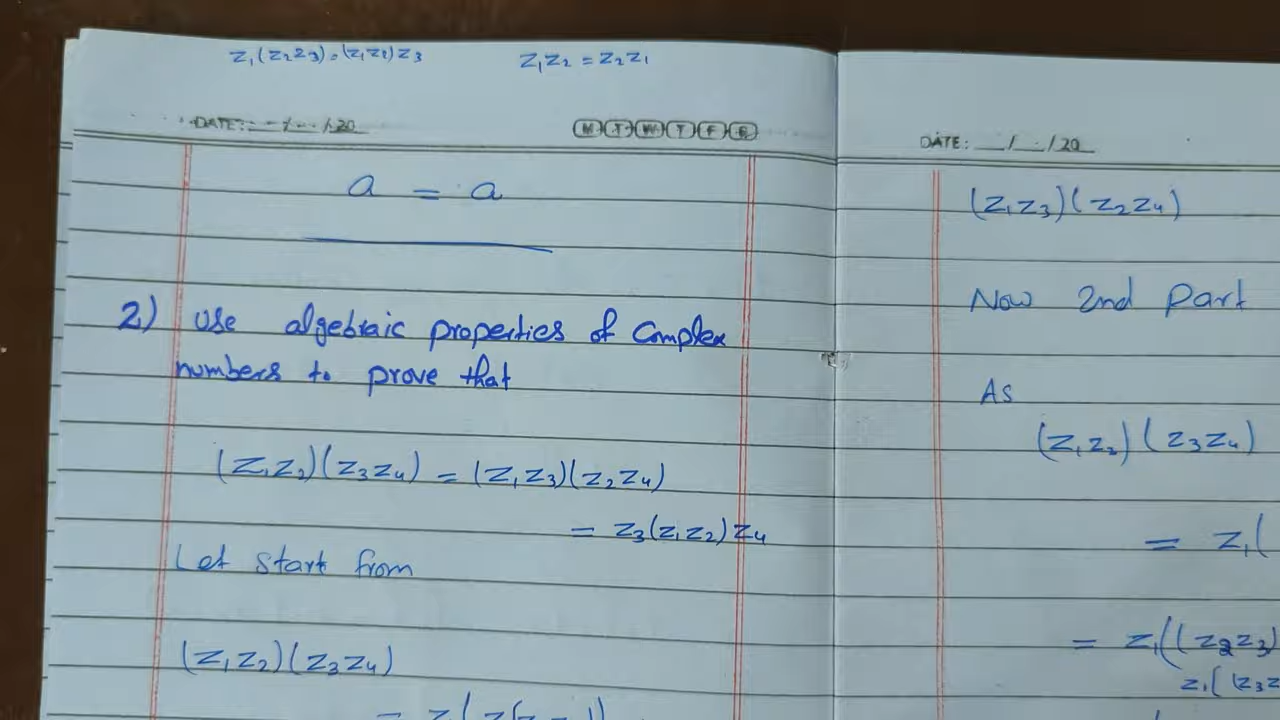 z₁(z₂z₃) = (z₁z₂)z₃
z₁z₂ = z₂z₁
DATE: / /20
M T W T F S
a = a
2) Use algebraic properties of Complex
numbers to prove that
(z₁z₂)(z₃z₄) = (z₁z₃)(z₂z₄)
= z₃(z₁z₂)z₄
Let start from
(z₁z₂)(z₃z₄)
DATE: / /20
(z₁z₃)(z₂z₄)
Now 2nd Part
As
(z₁z₂)(z₃z₄)
= z₁(
= z₁((z₂z₃)
z₁((z₃z